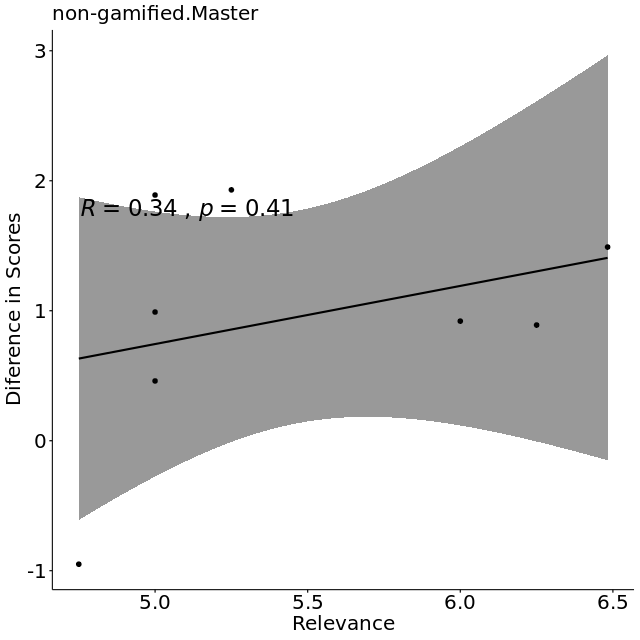 non-gamified.Master
3
2
R = 0.34 , p = 0.41
1
0
-1
Diference in Scores
5.0 5.5 6.0 6.5
Relevance